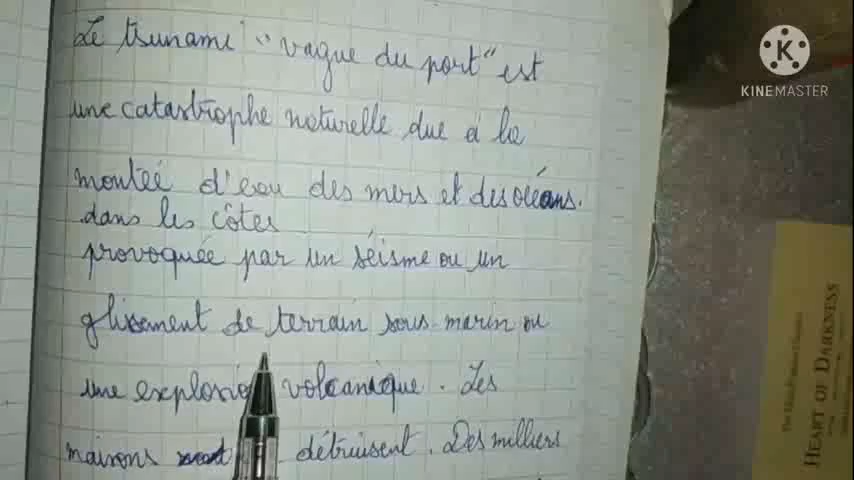 Le tsunami "vague du port" est
une catastrophe naturelle due à la
montée d'eau des mers et des océans.
dans les côtes
provoquée par un séisme ou un
glissement de terrain sous-marin ou
une explosion volcanique. Les
maisons détruisent. Des milliers
KINEMASTER
HEART OF DARKNESS